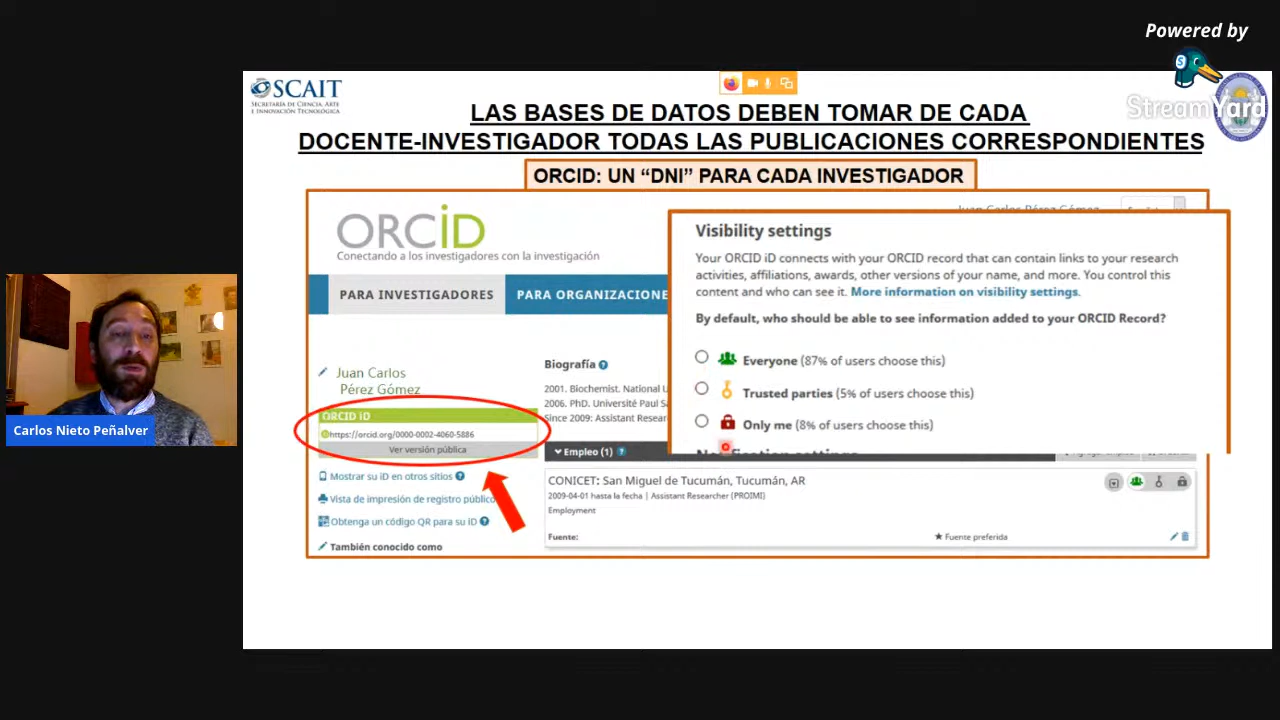 Powered by
StreamYard
SCAIT
SECRETARÍA DE CIENCIA, ARTE
E INNOVACIÓN TECNOLÓGICA
LAS BASES DE DATOS DEBEN TOMAR DE CADA
DOCENTE-INVESTIGADOR TODAS LAS PUBLICACIONES CORRESPONDIENTES
ORCID: UN “DNI” PARA CADA INVESTIGADOR
ORCID
Conectando a los investigadores con la investigación
Juan Carlos Pérez Gómez
PARA INVESTIGADORES
PARA ORGANIZACIONE
Visibility settings
Your ORCID iD connects with your ORCID record that can contain links to your research
activities, affiliations, awards, other versions of your name, and more. You control this
content and who can see it. More information on visibility settings.
By default, who should be able to see information added to your ORCID Record?
Everyone (87% of users choose this)
Trusted parties (5% of users choose this)
Only me (8% of users choose this)
Juan Carlos
Pérez Gómez
ORCID iD
https://orcid.org/0000-0002-4060-5886
Ver versión pública
Mostrar su iD en otros sitios
Vista de impresión de registro público
Obtenga un código QR para su iD
También conocido como
Biografía
2001. Biochemist. National U
2006. PhD. Université Paul Sa
Since 2009: Assistant Resear
Empleo (1)
CONICET: San Miguel de Tucumán, Tucumán, AR
2009-04-01 hasta la fecha | Assistant Researcher (PROIMI)
Employment
Fuente:
Fuente preferida
Carlos Nieto Peñalver